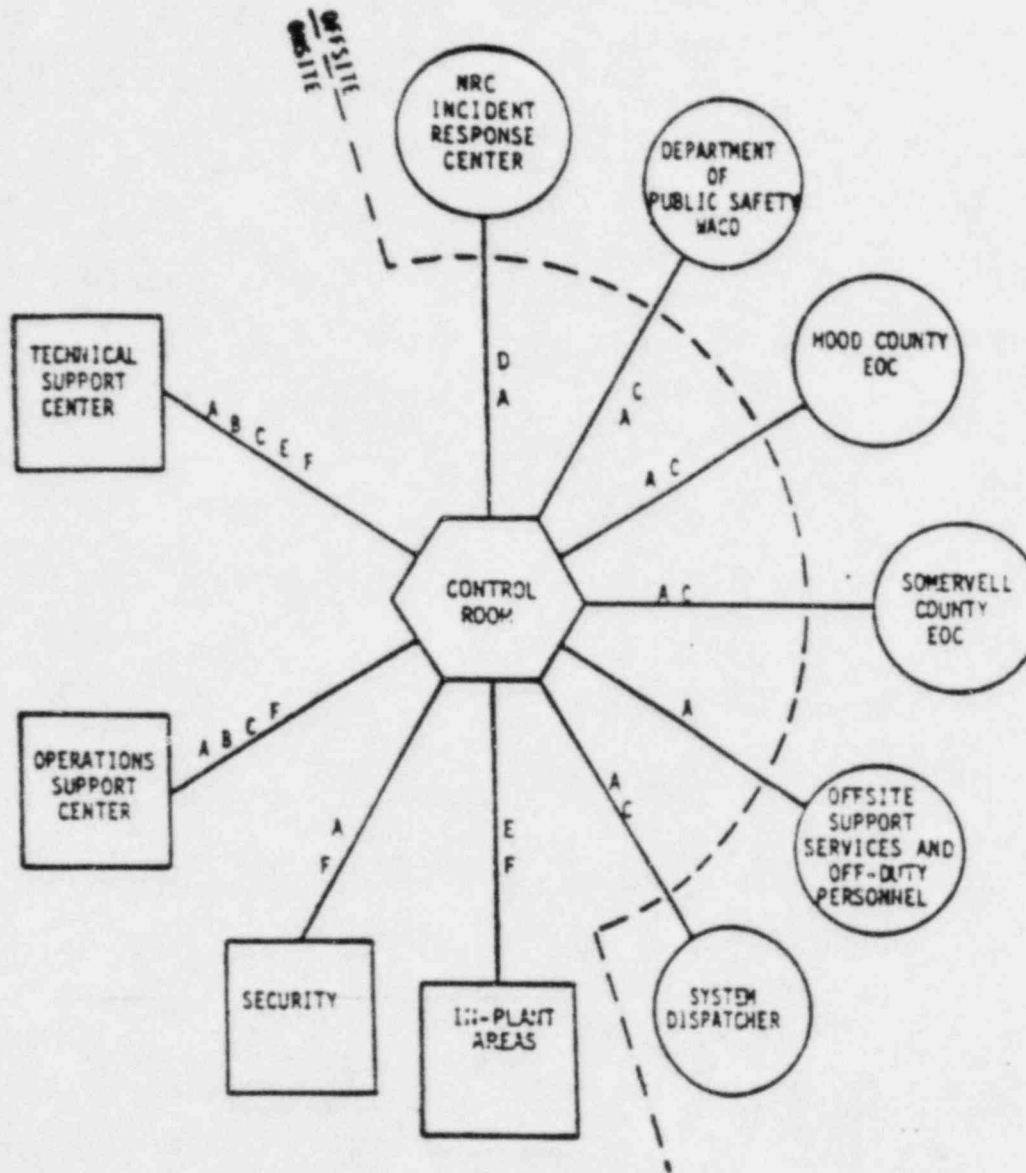 OFFSITE
ONSITE
NRC
INCIDENT
RESPONSE
CENTER
DEPARTMENT
OF
PUBLIC SAFETY
WACO
HOOD COUNTY
EOC
TECHNICAL
SUPPORT
CENTER
A B C E F
D
A
C
A
A C
CONTROL
ROOM
A C
SOMERVELL
COUNTY
EOC
A
OPERATIONS
SUPPORT
CENTER
A B C F
A
F
E
F
A
C
OFFSITE
SUPPORT
SERVICES AND
OFF-DUTY
PERSONNEL
SECURITY
IN-PLANT
AREAS
SYSTEM
DISPATCHER